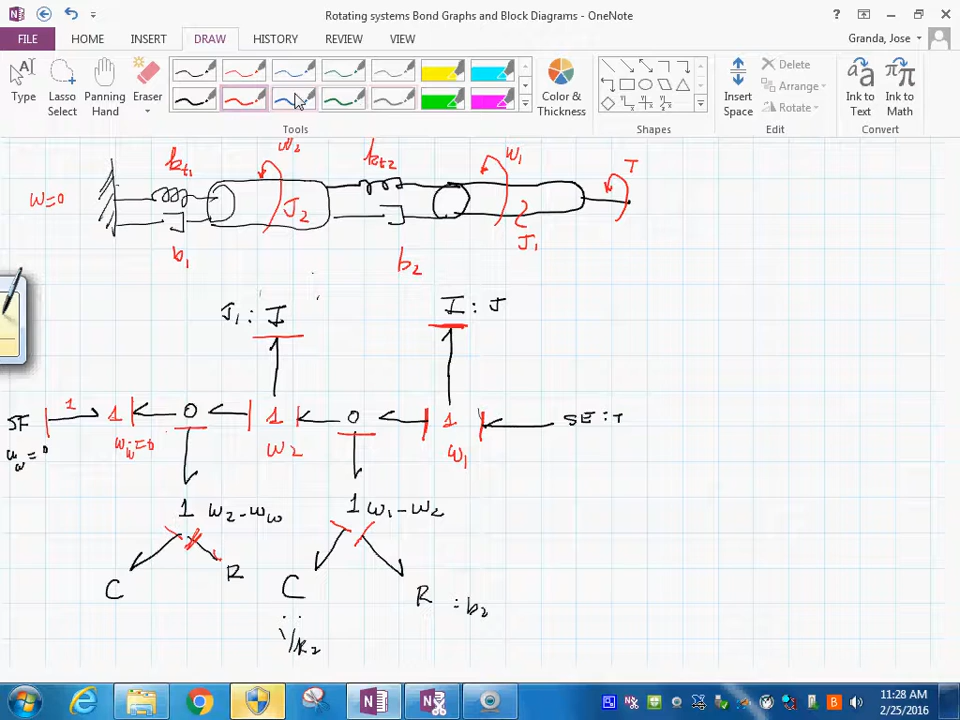 Rotating systems Bond Graphs and Block Diagrams - OneNote
FILE HOME INSERT DRAW HISTORY REVIEW VIEW
Granda, Jose
Type
Lasso Select
Panning Hand
Eraser
Color & Thickness
Insert Space
Delete
Arrange
Rotate
Ink to Text
Ink to Math
Tools
Shapes
Edit
Convert
kt1 W2 kt2 W1 T
W=0
J2
J1
b1 b2
J1: I
I: J
SF 1 1 0 1 0 1 SE:T
ωw=0
ωw=0 ω2 ω1
1 ω2-ωw 1 ω1-ω2
C R C R :b2
: 1/k2
11:28 AM
2/25/2016